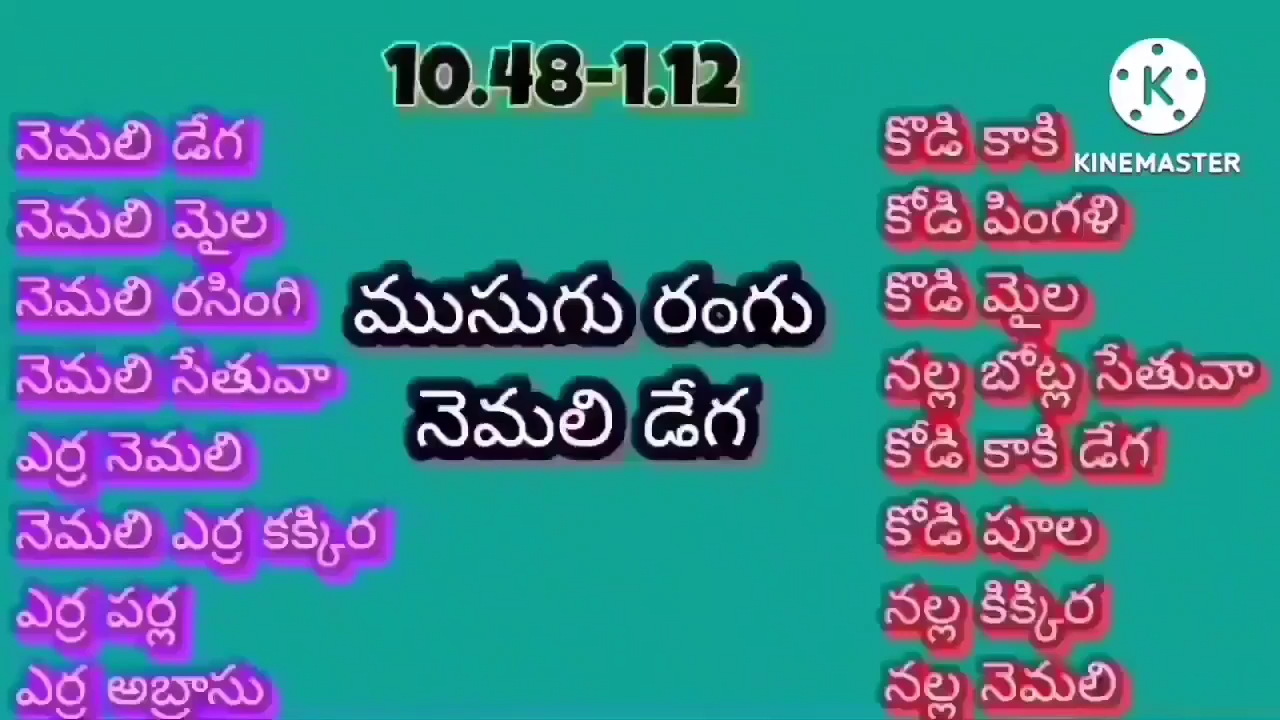 10.48-1.12
K
KINEMASTER
నెమలి డేగ
నెమలి మైల
నెమలి రసింగి
నెమలి సేతువా
ఎర్ర నెమలి
నెమలి ఎర్ర కక్కిర
ఎర్ర పర్ల
ఎర్ర అబ్రాసు
ముసుగు రంగు
నెమలి డేగ
కొడి కాకి
కోడి పింగళి
కొడి మైల
నల్ల బోట్ల సేతువా
కోడి కాకి డేగ
కోడి పూల
నల్ల కిక్కిర
నల్ల నెమలి